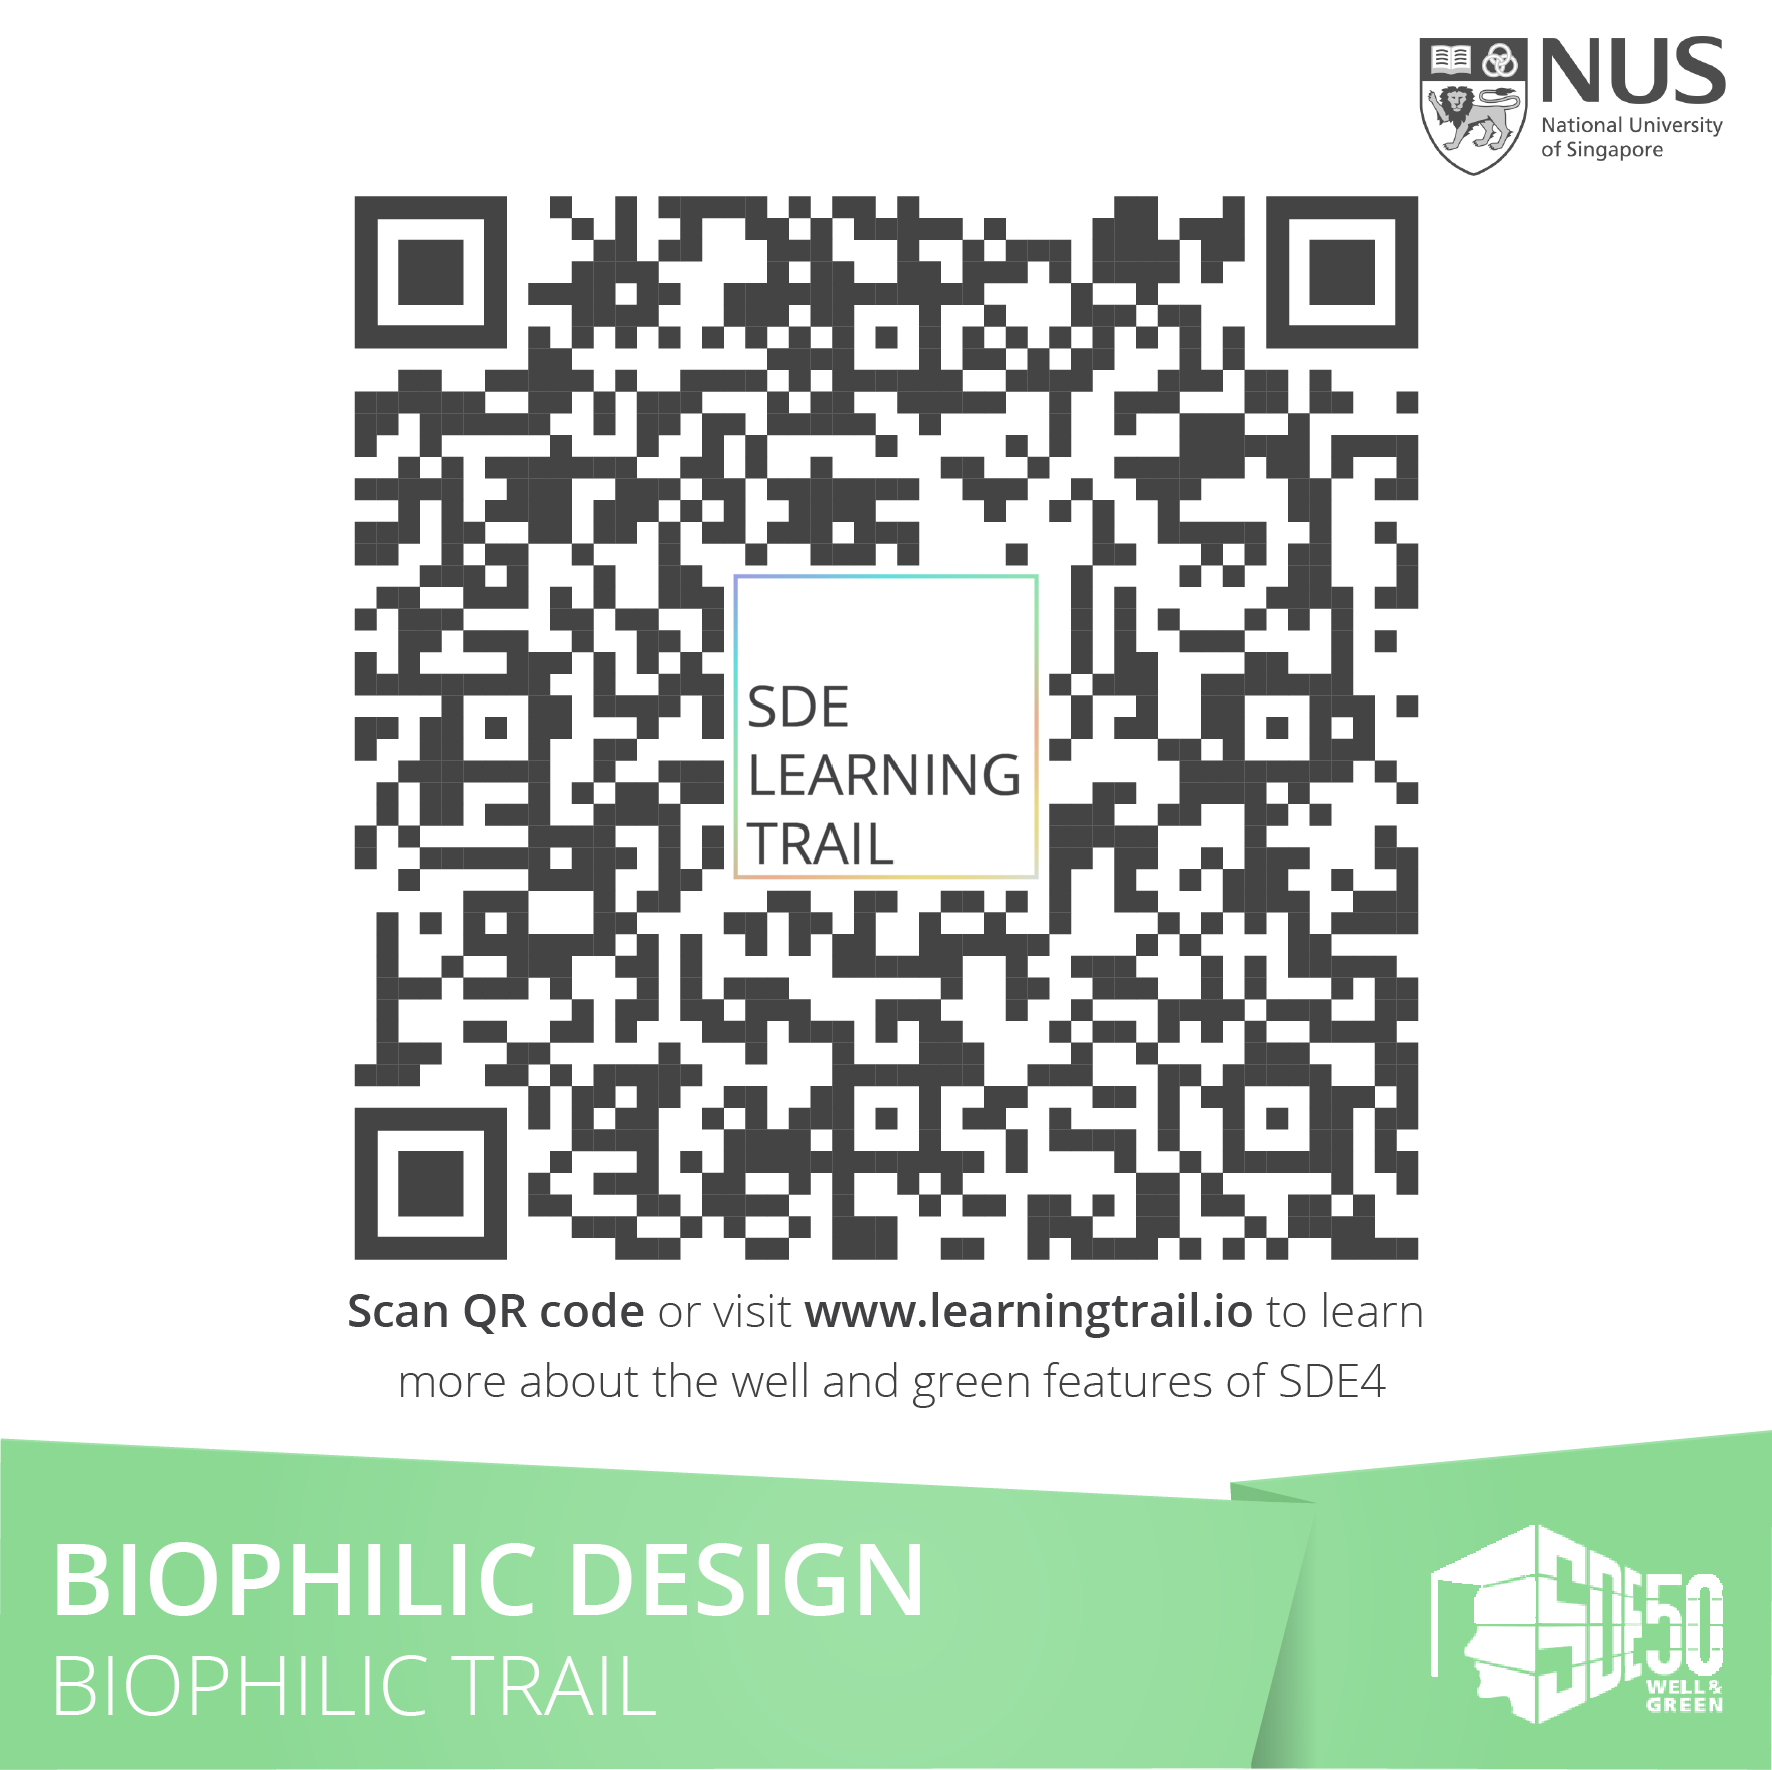 NUS
National University
of Singapore
SDE
LEARNING
TRAIL
Scan QR code or visit www.learningtrail.io to learn
more about the well and green features of SDE4
BIOPHILIC DESIGN
BIOPHILIC TRAIL
SDE50
WELL &
GREEN